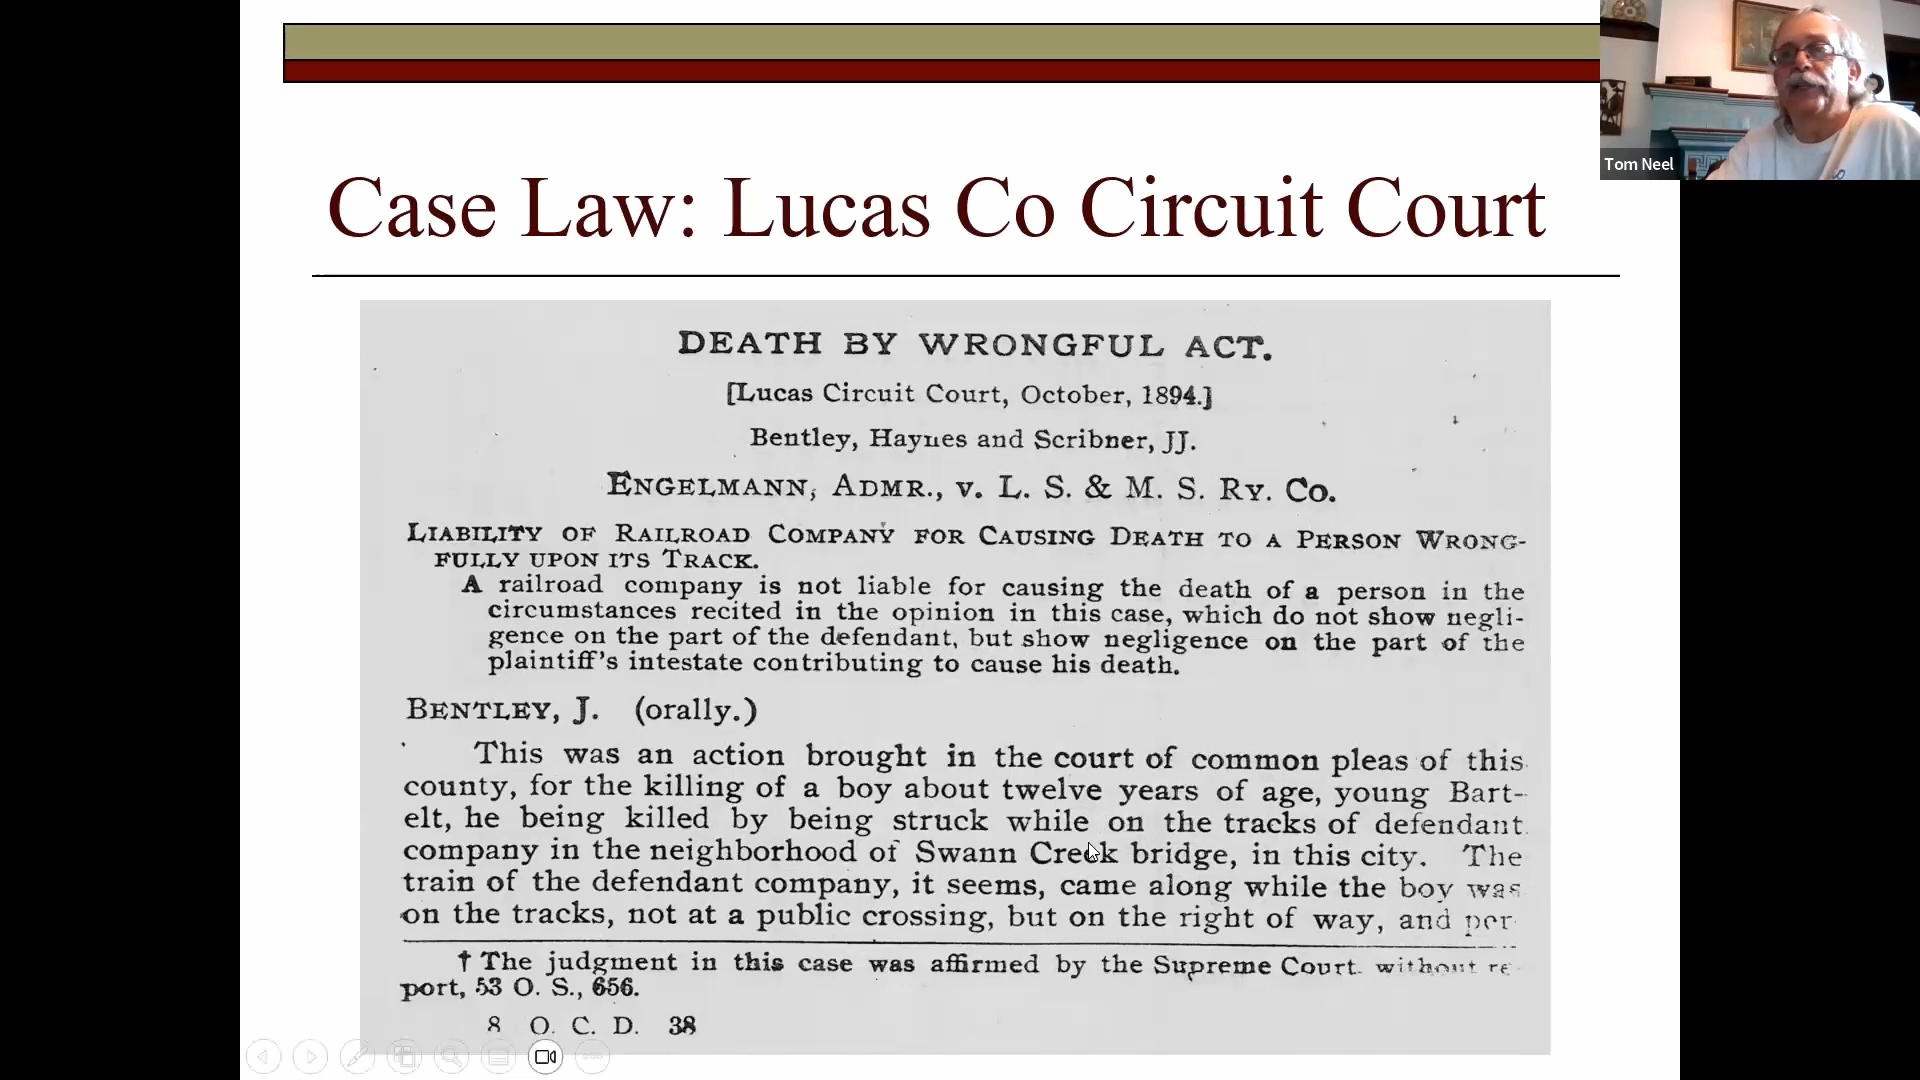 Case Law: Lucas Co Circuit Court
Tom Neel
DEATH BY WRONGFUL ACT.
[Lucas Circuit Court, October, 1894.]
Bentley, Haynes and Scribner, JJ.
ENGELMANN, ADMR., v. L. S. & M. S. RY. CO.
LIABILITY OF RAILROAD COMPANY FOR CAUSING DEATH TO A PERSON WRONG-
FULLY UPON ITS TRACK.
A railroad company is not liable for causing the death of a person in the
circumstances recited in the opinion in this case, which do not show negli-
gence on the part of the defendant, but show negligence on the part of the
plaintiff's intestate contributing to cause his death.
BENTLEY, J. (orally.)
This was an action brought in the court of common pleas of this
county, for the killing of a boy about twelve years of age, young Bart-
elt, he being killed by being struck while on the tracks of defendant
company in the neighborhood of Swann Creek bridge, in this city. The
train of the defendant company, it seems, came along while the boy was
on the tracks, not at a public crossing, but on the right of way, and per
† The judgment in this case was affirmed by the Supreme Court without re-
port, 53 O. S., 656.
8 O. C. D. 38